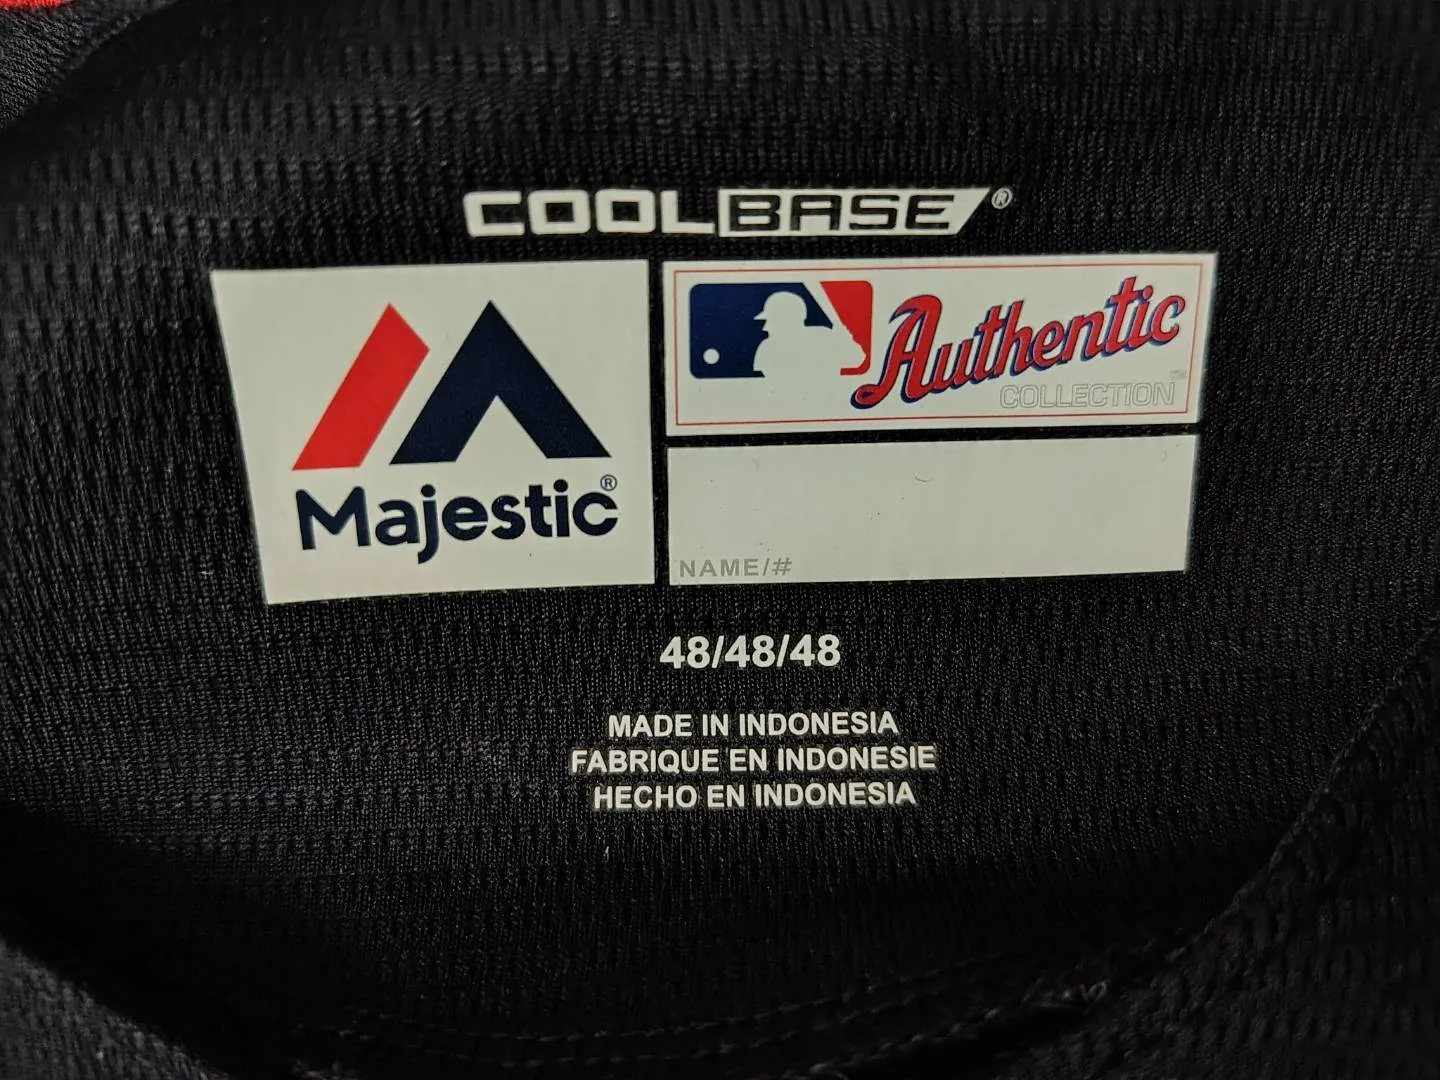 COOLBASE®
Majestic®
Authentic
COLLECTION™
NAME/#
48/48/48
MADE IN INDONESIA
FABRIQUE EN INDONESIE
HECHO EN INDONESIA